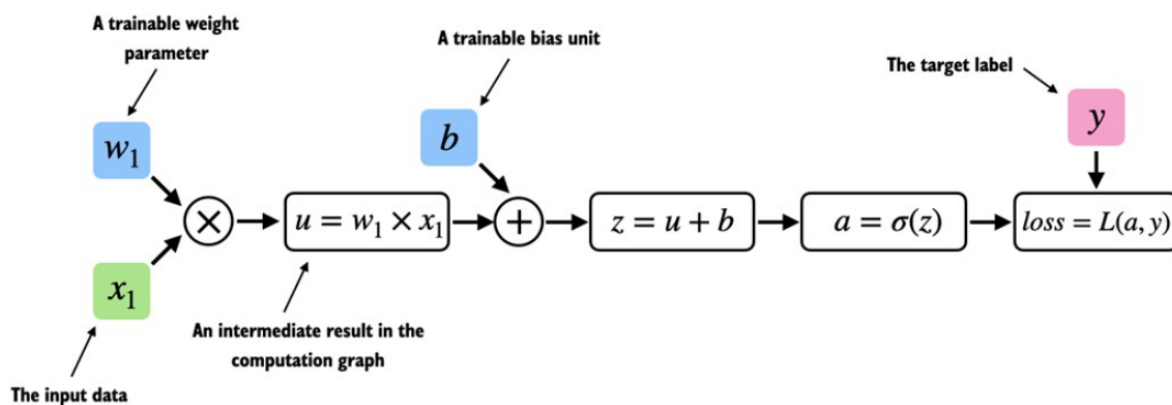 A trainable weight
parameter
A trainable bias unit
The target label
w₁
b
y
×
u = w₁ × x₁
+
z = u + b
a = σ(z)
loss = L(a, y)
x₁
An intermediate result in the
computation graph
The input data